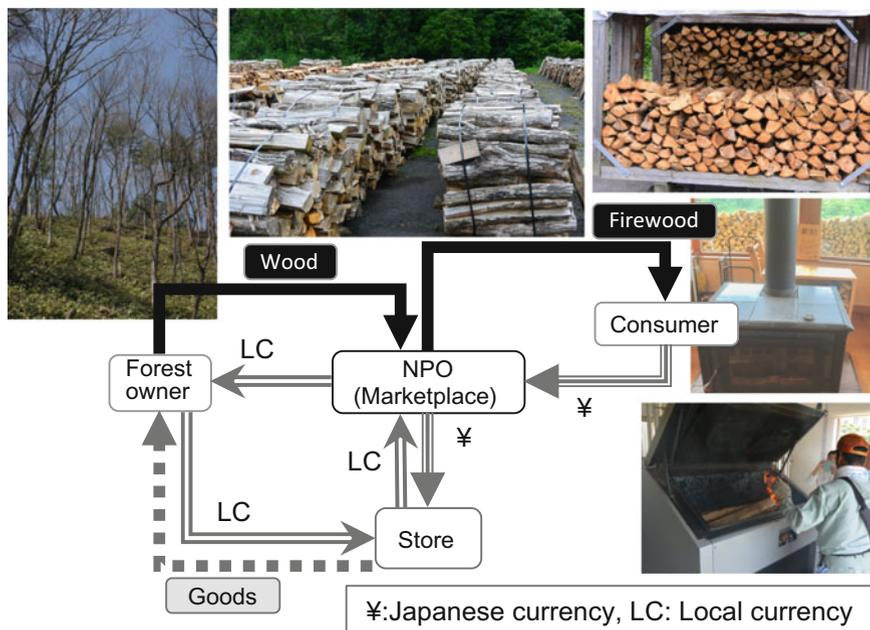 Firewood
Wood
Consumer
LC
Forest
owner
NPO
(Marketplace)
¥
¥
LC
LC
Store
Goods
¥:Japanese currency, LC: Local currency